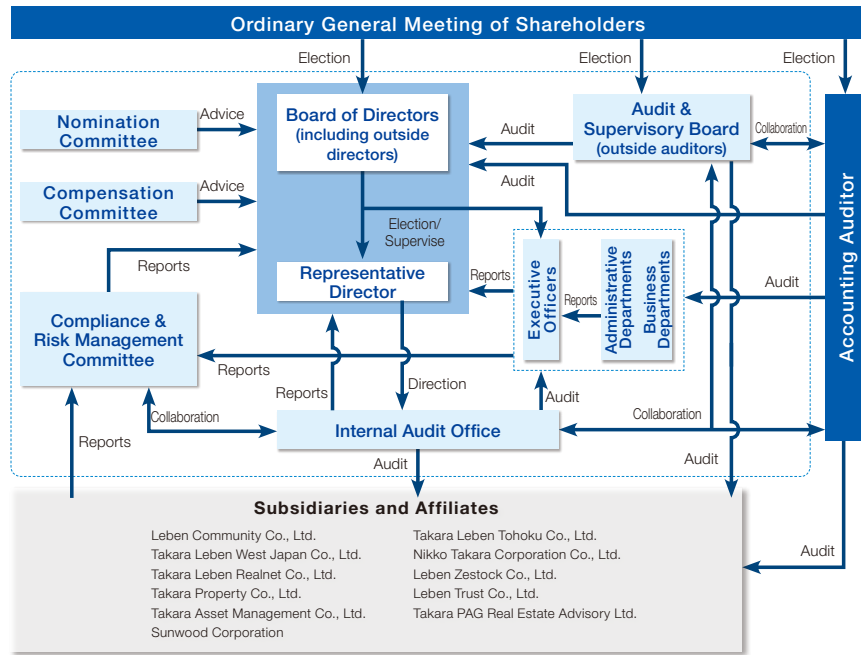 Ordinary General Meeting of Shareholders
Election
Election
Election
Board of Directors
(including outside
directors)
Audit &
Supervisory Board
(outside auditors)
Nomination
Committee
Advice
Audit
Collaboration
Audit
Compensation
Committee
Advice
Election/
Supervise
Accounting Auditor
Reports
Representative
Director
Reports
Executive
Officers
Reports
Administrative
Departments
Business
Departments
Audit
Compliance &
Risk Management
Committee
Reports
Reports
Direction
Audit
Collaboration
Internal Audit Office
Collaboration
Reports
Audit
Audit
Subsidiaries and Affiliates
Leben Community Co., Ltd.
Takara Leben West Japan Co., Ltd.
Takara Leben Realnet Co., Ltd.
Takara Property Co., Ltd.
Takara Asset Management Co., Ltd.
Sunwood Corporation
Takara Leben Tohoku Co., Ltd.
Nikko Takara Corporation Co., Ltd.
Leben Zestock Co., Ltd.
Leben Trust Co., Ltd.
Takara PAG Real Estate Advisory Ltd.
Audit